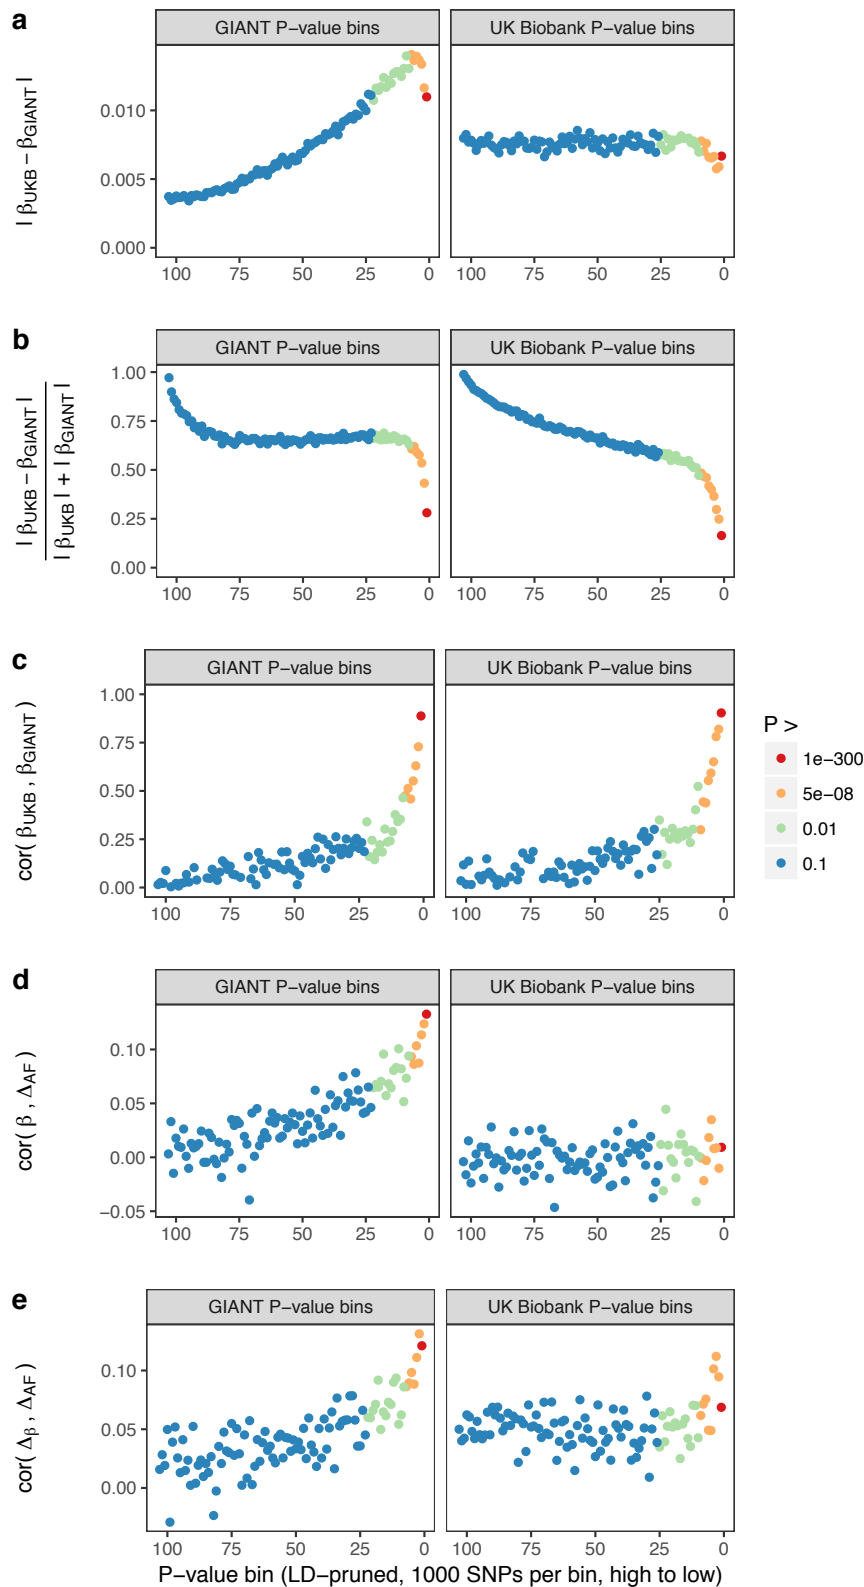 a
GIANT P−value bins
UK Biobank P−value bins
| βUKB − βGIANT |
0.010
0.005
0.000
100 75 50 25 0
100 75 50 25 0
b
GIANT P−value bins
UK Biobank P−value bins
| βUKB − βGIANT |
| βUKB | + | βGIANT |
1.00
0.75
0.50
0.25
0.00
100 75 50 25 0
100 75 50 25 0
c
GIANT P−value bins
UK Biobank P−value bins
cor( βUKB , βGIANT )
1.00
0.75
0.50
0.25
0.00
100 75 50 25 0
100 75 50 25 0
P >
1e−300
5e−08
0.01
0.1
d
GIANT P−value bins
UK Biobank P−value bins
cor( β , ΔAF )
0.10
0.05
0.00
−0.05
100 75 50 25 0
100 75 50 25 0
e
GIANT P−value bins
UK Biobank P−value bins
cor( Δβ , ΔAF )
0.10
0.05
0.00
100 75 50 25 0
100 75 50 25 0
P−value bin (LD−pruned, 1000 SNPs per bin, high to low)